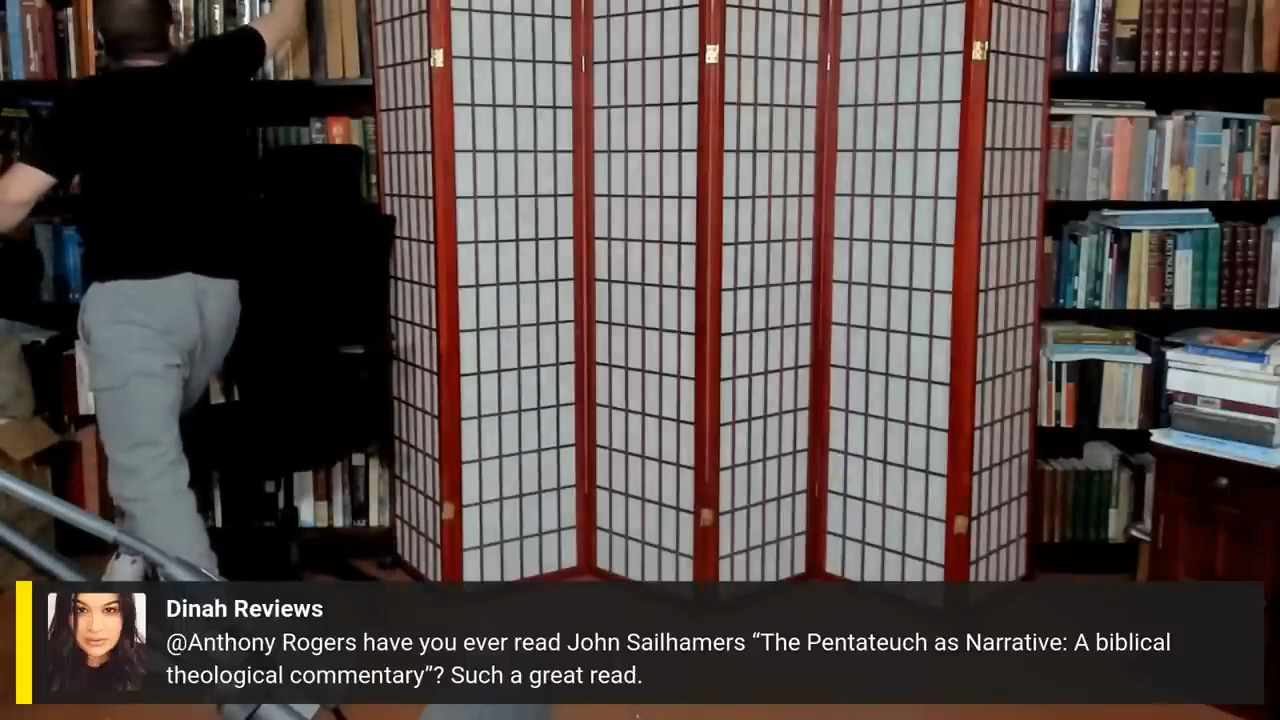 Dinah Reviews
@Anthony Rogers have you ever read John Sailhamers “The Pentateuch as Narrative: A biblical
theological commentary”? Such a great read.